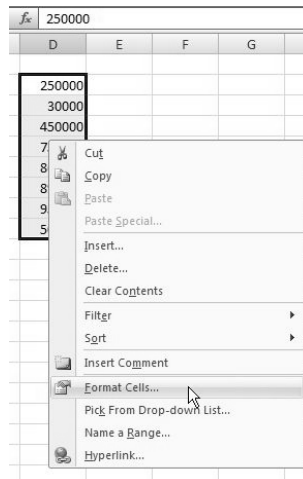 fx 250000
D E F G
250000
30000
450000
Cut
Copy
Paste
Paste Special...
Insert...
Delete...
Clear Contents
Filter
Sort
Insert Comment
Format Cells...
Pick From Drop-down List...
Name a Range...
Hyperlink...